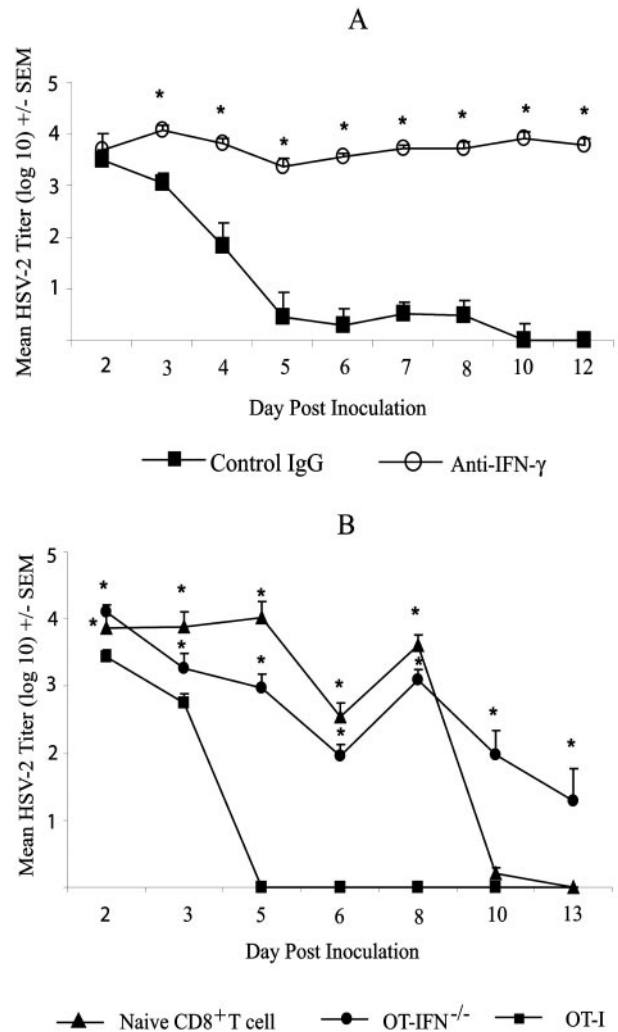 A
Mean HSV-2 Titer (log 10) +/- SEM
5
4
3
2
1
* * * * * * * *
2 3 4 5 6 7 8 10 12
Day Post Inoculation
Control IgG Anti-IFN-γ
B
Mean HSV-2 Titer (log 10) +/- SEM
5
4
3
2
1
* * * * * * * * * * * *
2 3 5 6 8 10 13
Day Post Inoculation
Naive CD8+ T cell OT-IFN-/- OT-I